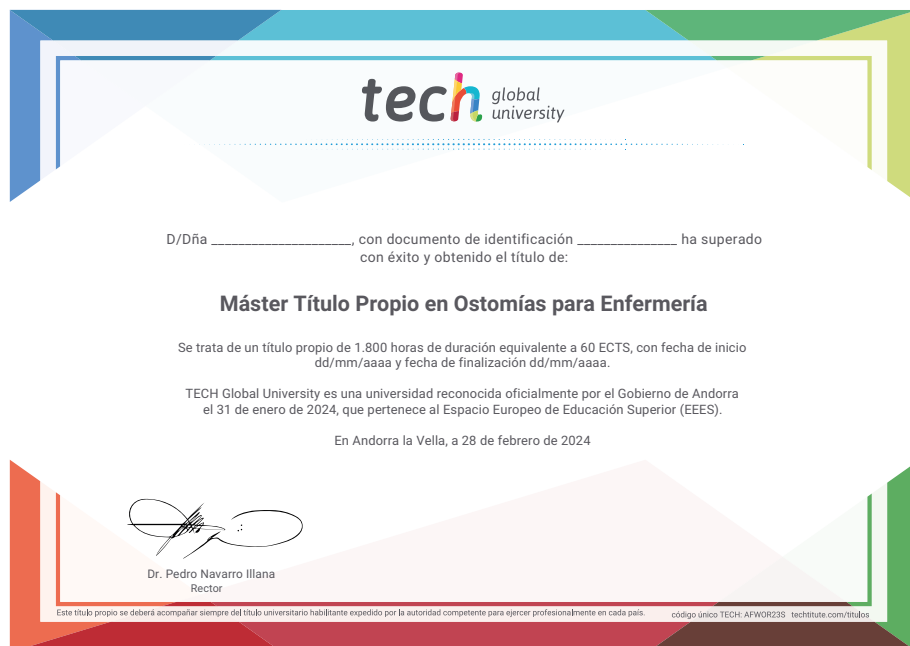 tech global
university
D/Dña _____________________, con documento de identificación _______________ ha superado
con éxito y obtenido el título de:
Máster Título Propio en Ostomías para Enfermería
Se trata de un título propio de 1.800 horas de duración equivalente a 60 ECTS, con fecha de inicio
dd/mm/aaaa y fecha de finalización dd/mm/aaaa.
TECH Global University es una universidad reconocida oficialmente por el Gobierno de Andorra
el 31 de enero de 2024, que pertenece al Espacio Europeo de Educación Superior (EEES).
En Andorra la Vella, a 28 de febrero de 2024
Dr. Pedro Navarro Illana
Rector
Este título propio se deberá acompañar siempre del título universitario habilitante expedido por la autoridad competente para ejercer profesionalmente en cada país.
código único TECH: AFWOR23S techtitute.com/titulos